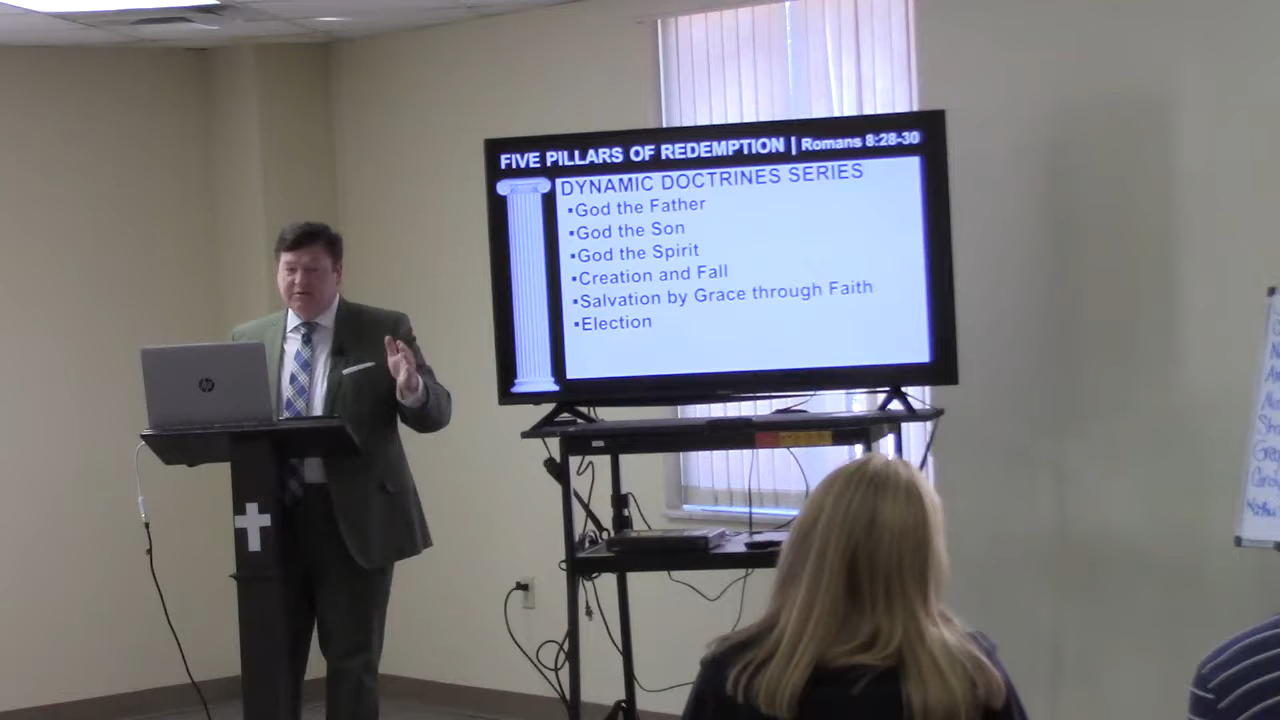 FIVE PILLARS OF REDEMPTION | Romans 8:28-30
DYNAMIC DOCTRINES SERIES
▪God the Father
▪God the Son
▪God the Spirit
▪Creation and Fall
▪Salvation by Grace through Faith
▪Election
hp